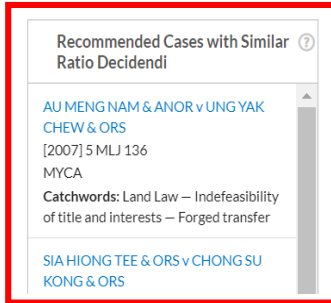 Recommended Cases with Similar ?
Ratio Decidendi
AU MENG NAM & ANOR v UNG YAK
CHEW & ORS
[2007] 5 MLJ 136
MYCA
Catchwords: Land Law — Indefeasibility
of title and interests — Forged transfer
SIA HIONG TEE & ORS v CHONG SU
KONG & ORS